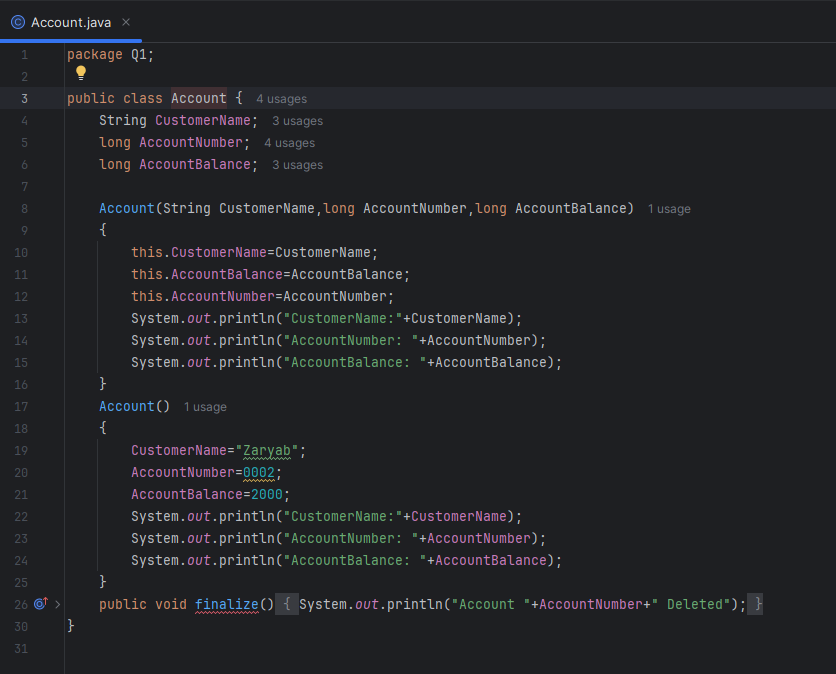 Account.java
1 package Q1;
2
3 public class Account { 4 usages
4 String CustomerName; 3 usages
5 long AccountNumber; 4 usages
6 long AccountBalance; 3 usages
7
8 Account(String CustomerName,long AccountNumber,long AccountBalance) 1 usage
9 {
10 this.CustomerName=CustomerName;
11 this.AccountBalance=AccountBalance;
12 this.AccountNumber=AccountNumber;
13 System.out.println("CustomerName:"+CustomerName);
14 System.out.println("AccountNumber: "+AccountNumber);
15 System.out.println("AccountBalance: "+AccountBalance);
16 }
17 Account() 1 usage
18 {
19 CustomerName="Zaryab";
20 AccountNumber=0002;
21 AccountBalance=2000;
22 System.out.println("CustomerName:"+CustomerName);
23 System.out.println("AccountNumber: "+AccountNumber);
24 System.out.println("AccountBalance: "+AccountBalance);
25 }
26 public void finalize() { System.out.println("Account "+AccountNumber+" Deleted"); }
30 }
31